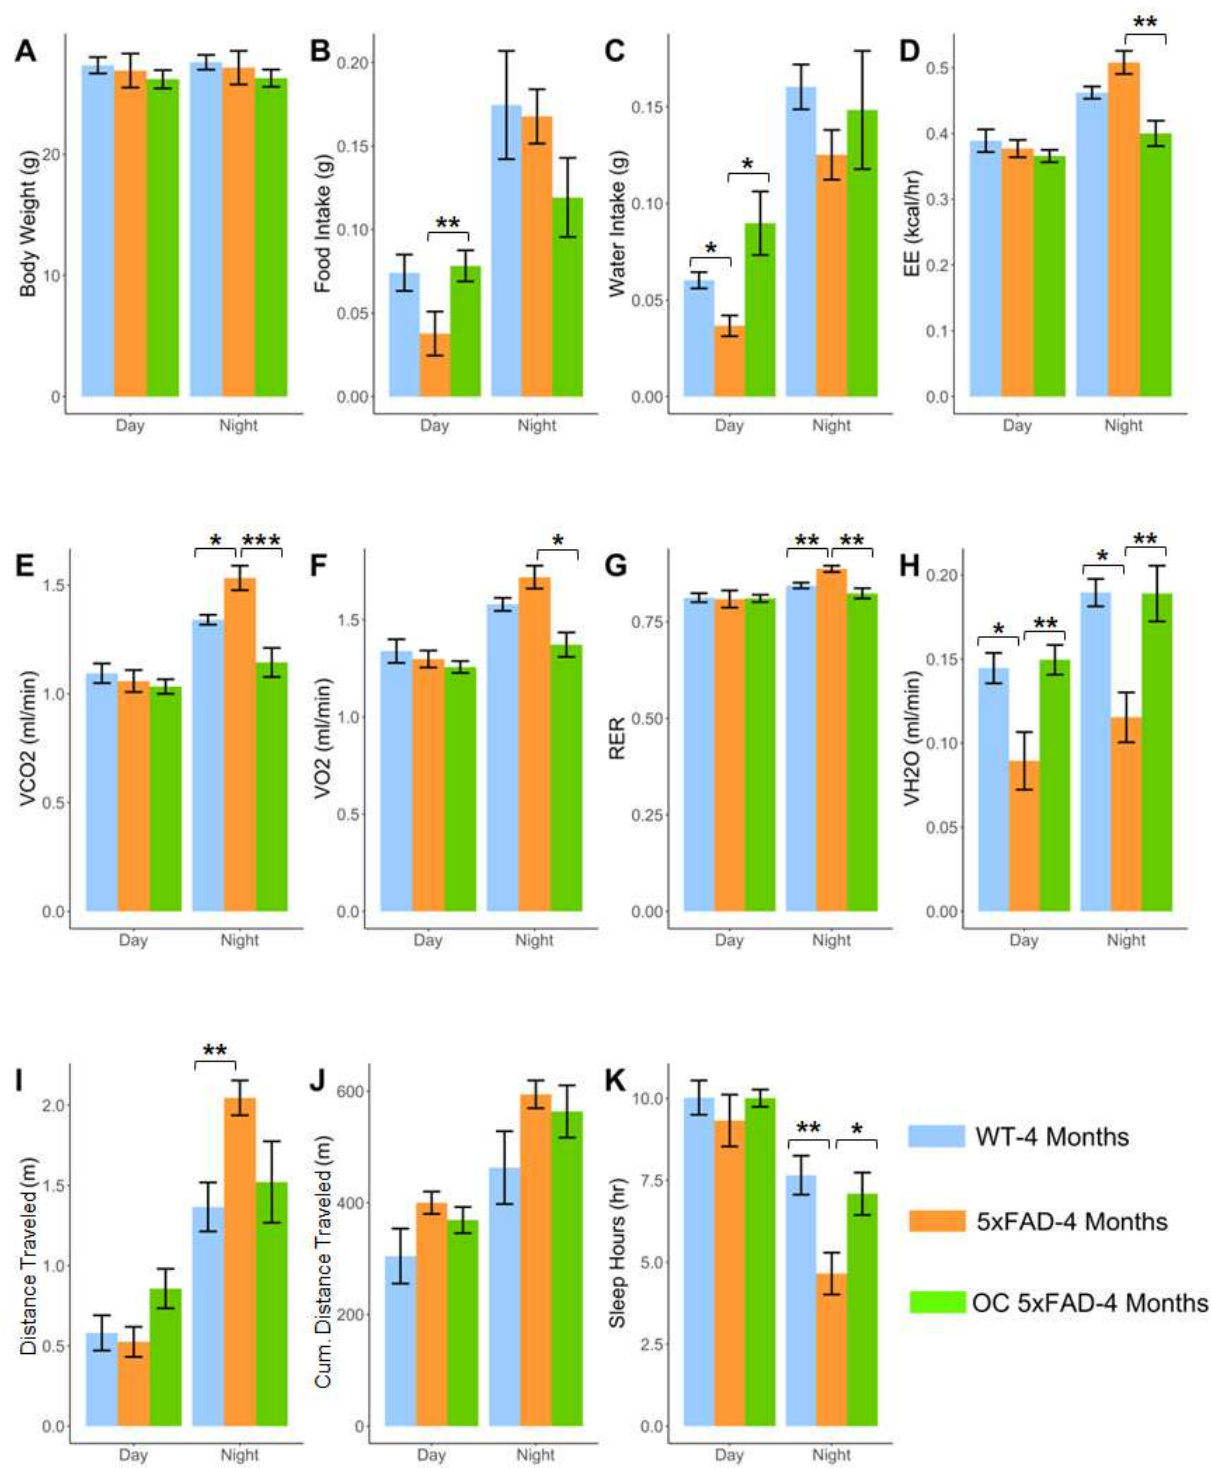 A
Body Weight (g)
20
10
0
Day Night
B
Food Intake (g)
**
0.20
0.15
0.10
0.05
0.00
Day Night
C
Water Intake (g)
* *
0.15
0.10
0.05
0.00
Day Night
D
EE (kcal/hr)
**
0.5
0.4
0.3
0.2
0.1
0.0
Day Night
E
VCO2 (ml/min)
* ***
1.5
1.0
0.5
0.0
Day Night
F
VO2 (ml/min)
*
1.5
1.0
0.5
0.0
Day Night
G
RER
** **
0.75
0.50
0.25
0.00
Day Night
H
VH2O (ml/min)
* ** * **
0.20
0.15
0.10
0.05
0.00
Day Night
I
Distance Traveled (m)
**
2.0
1.5
1.0
0.5
0.0
Day Night
J
Cum. Distance Traveled (m)
600
400
200
0
Day Night
K
Sleep Hours (hr)
** *
10.0
7.5
5.0
2.5
0.0
Day Night
WT-4 Months
5xFAD-4 Months
OC 5xFAD-4 Months